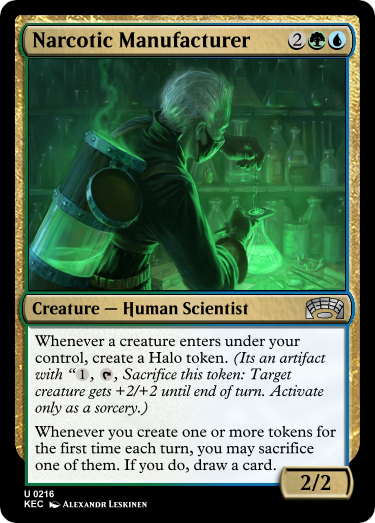 Narcotic Manufacturer 2
Creature — Human Scientist
Whenever a creature enters under your
control, create a Halo token. (Its an artifact
with “1, , Sacrifice this token: Target
creature gets +2/+2 until end of turn. Activate
only as a sorcery.)
Whenever you create one or more tokens for
the first time each turn, you may sacrifice
one of them. If you do, draw a card.
2/2
U 0216
KEC Alexandr Leskinen